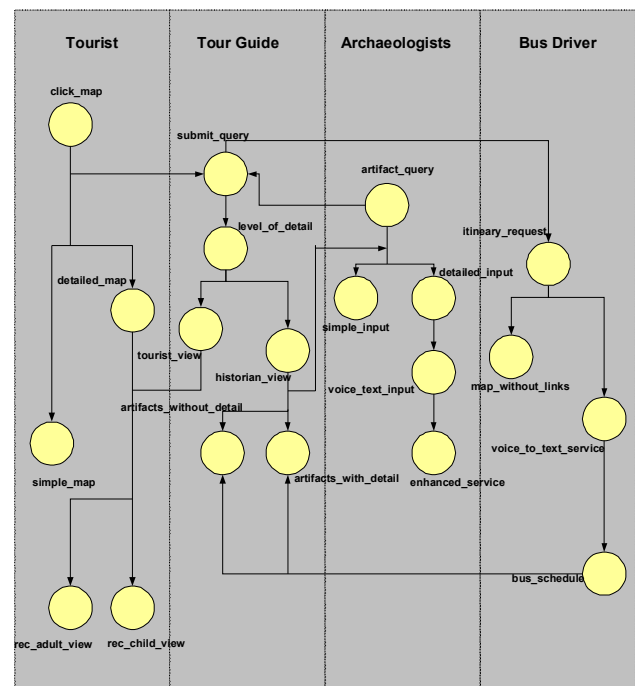 Tourist
Tour Guide
Archaeologists
Bus Driver
click_map
submit_query
artifact_query
level_of_detail
itineary_request
detailed_map
detailed_input
simple_input
tourist_view
historian_view
map_without_links
voice_text_input
artifacts_without_detail
voice_to_text_service
simple_map
artifacts_with_detail
enhanced_service
bus_schedule
rec_adult_view
rec_child_view